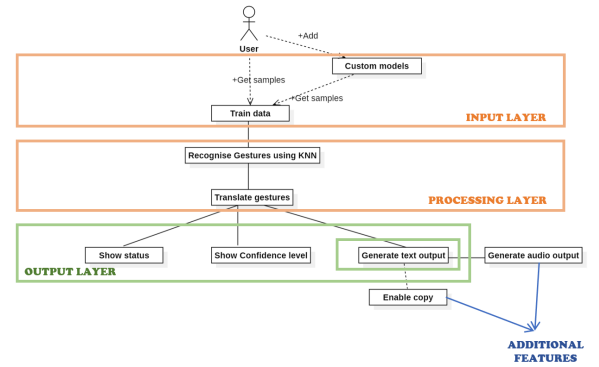 User
+Add
Custom models
+Get samples
+Get samples
Train data
INPUT LAYER
Recognise Gestures using KNN
Translate gestures
PROCESSING LAYER
Show status
Show Confidence level
Generate text output
Generate audio output
OUTPUT LAYER
Enable copy
ADDITIONAL
FEATURES